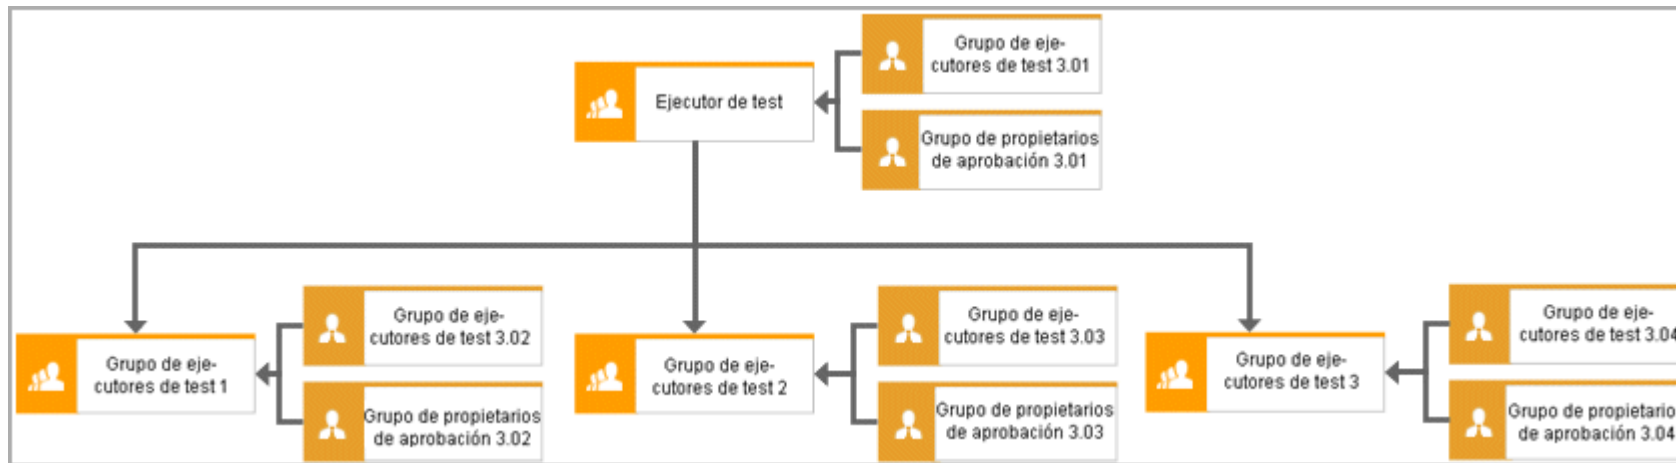 Grupo de eje-
cutores de test 3.01
Ejecutor de test
Grupo de propietarios
de aprobación 3.01
Grupo de eje-
cutores de test 3.02
Grupo de eje-
cutores de test 1
Grupo de propietarios
de aprobación 3.02
Grupo de eje-
cutores de test 3.03
Grupo de eje-
cutores de test 2
Grupo de propietarios
de aprobación 3.03
Grupo de eje-
cutores de test 3.04
Grupo de eje-
cutores de test 3
Grupo de propietario
de aprobación 3.04